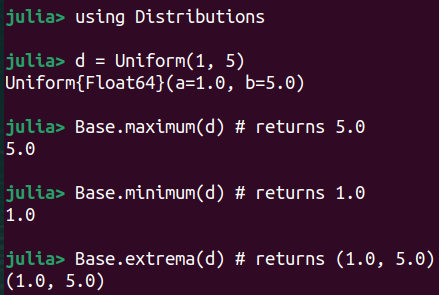 julia> using Distributions
julia> d = Uniform(1, 5)
Uniform{Float64}(a=1.0, b=5.0)
julia> Base.maximum(d) # returns 5.0
5.0
julia> Base.minimum(d) # returns 1.0
1.0
julia> Base.extrema(d) # returns (1.0, 5.0)
(1.0, 5.0)